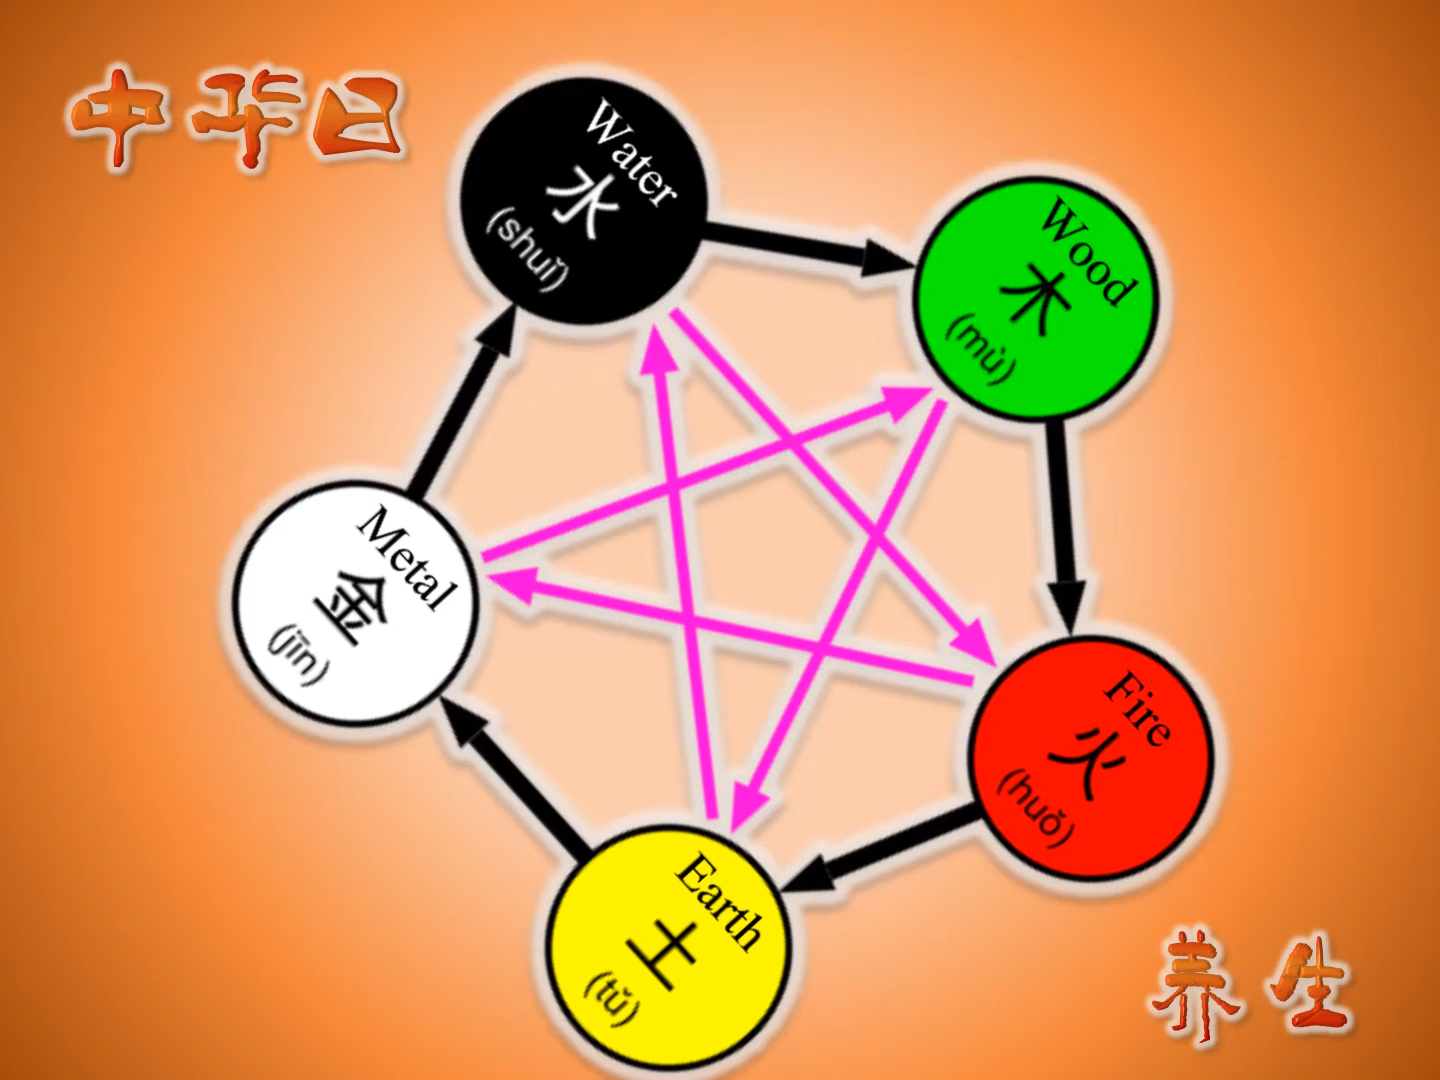 中华日
Water
水
(shuǐ)
Wood
木
(mù)
Metal
金
(jīn)
Fire
火
(huǒ)
Earth
土
(tǔ)
养生